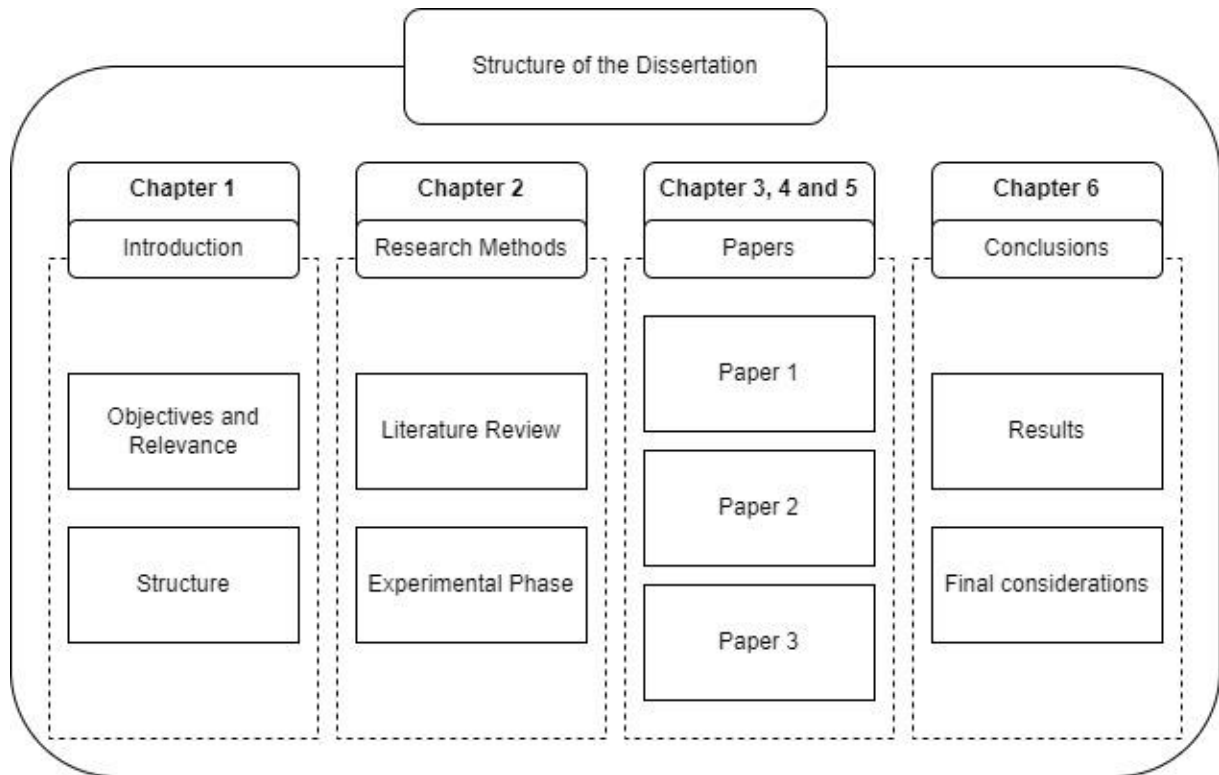 Structure of the Dissertation
Chapter 1
Introduction
Objectives and
Relevance
Structure
Chapter 2
Research Methods
Literature Review
Experimental Phase
Chapter 3, 4 and 5
Papers
Paper 1
Paper 2
Paper 3
Chapter 6
Conclusions
Results
Final considerations